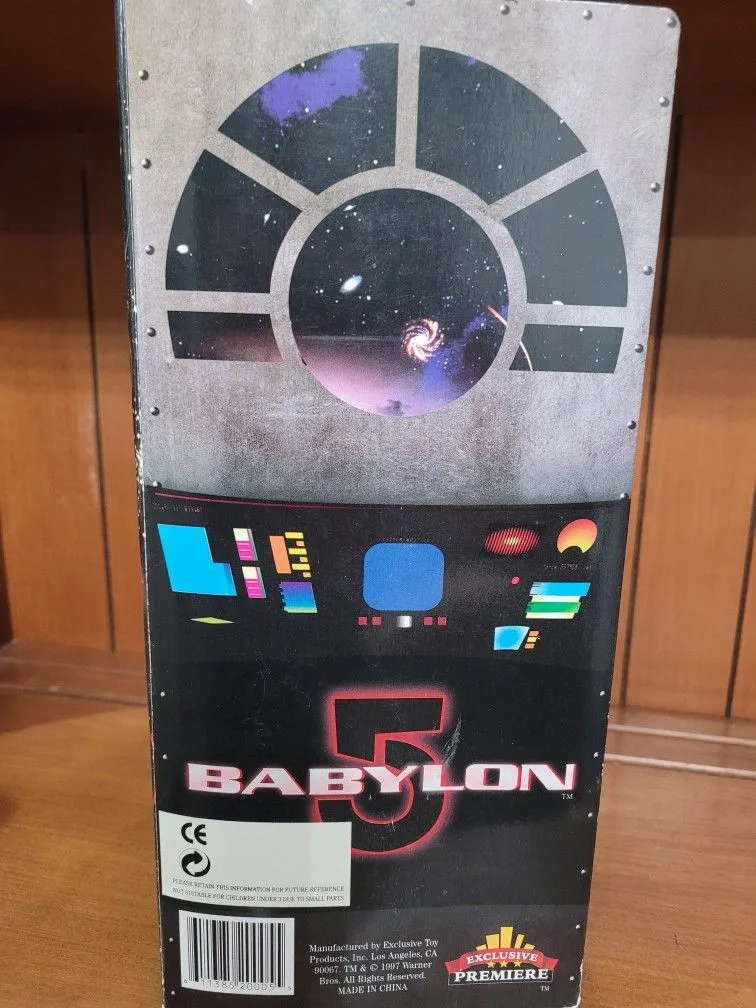 5
BABYLON
TM
CE
PLEASE RETAIN THIS INFORMATION FOR FUTURE REFERENCE
NOT SUITABLE FOR CHILDREN UNDER 3 DUE TO SMALL PARTS
Manufactured by Exclusive Toy
Products, Inc. Los Angeles, CA
90067. TM & © 1997 Warner
Bros. All Rights Reserved.
MADE IN CHINA
EXCLUSIVE
PREMIERE
TM